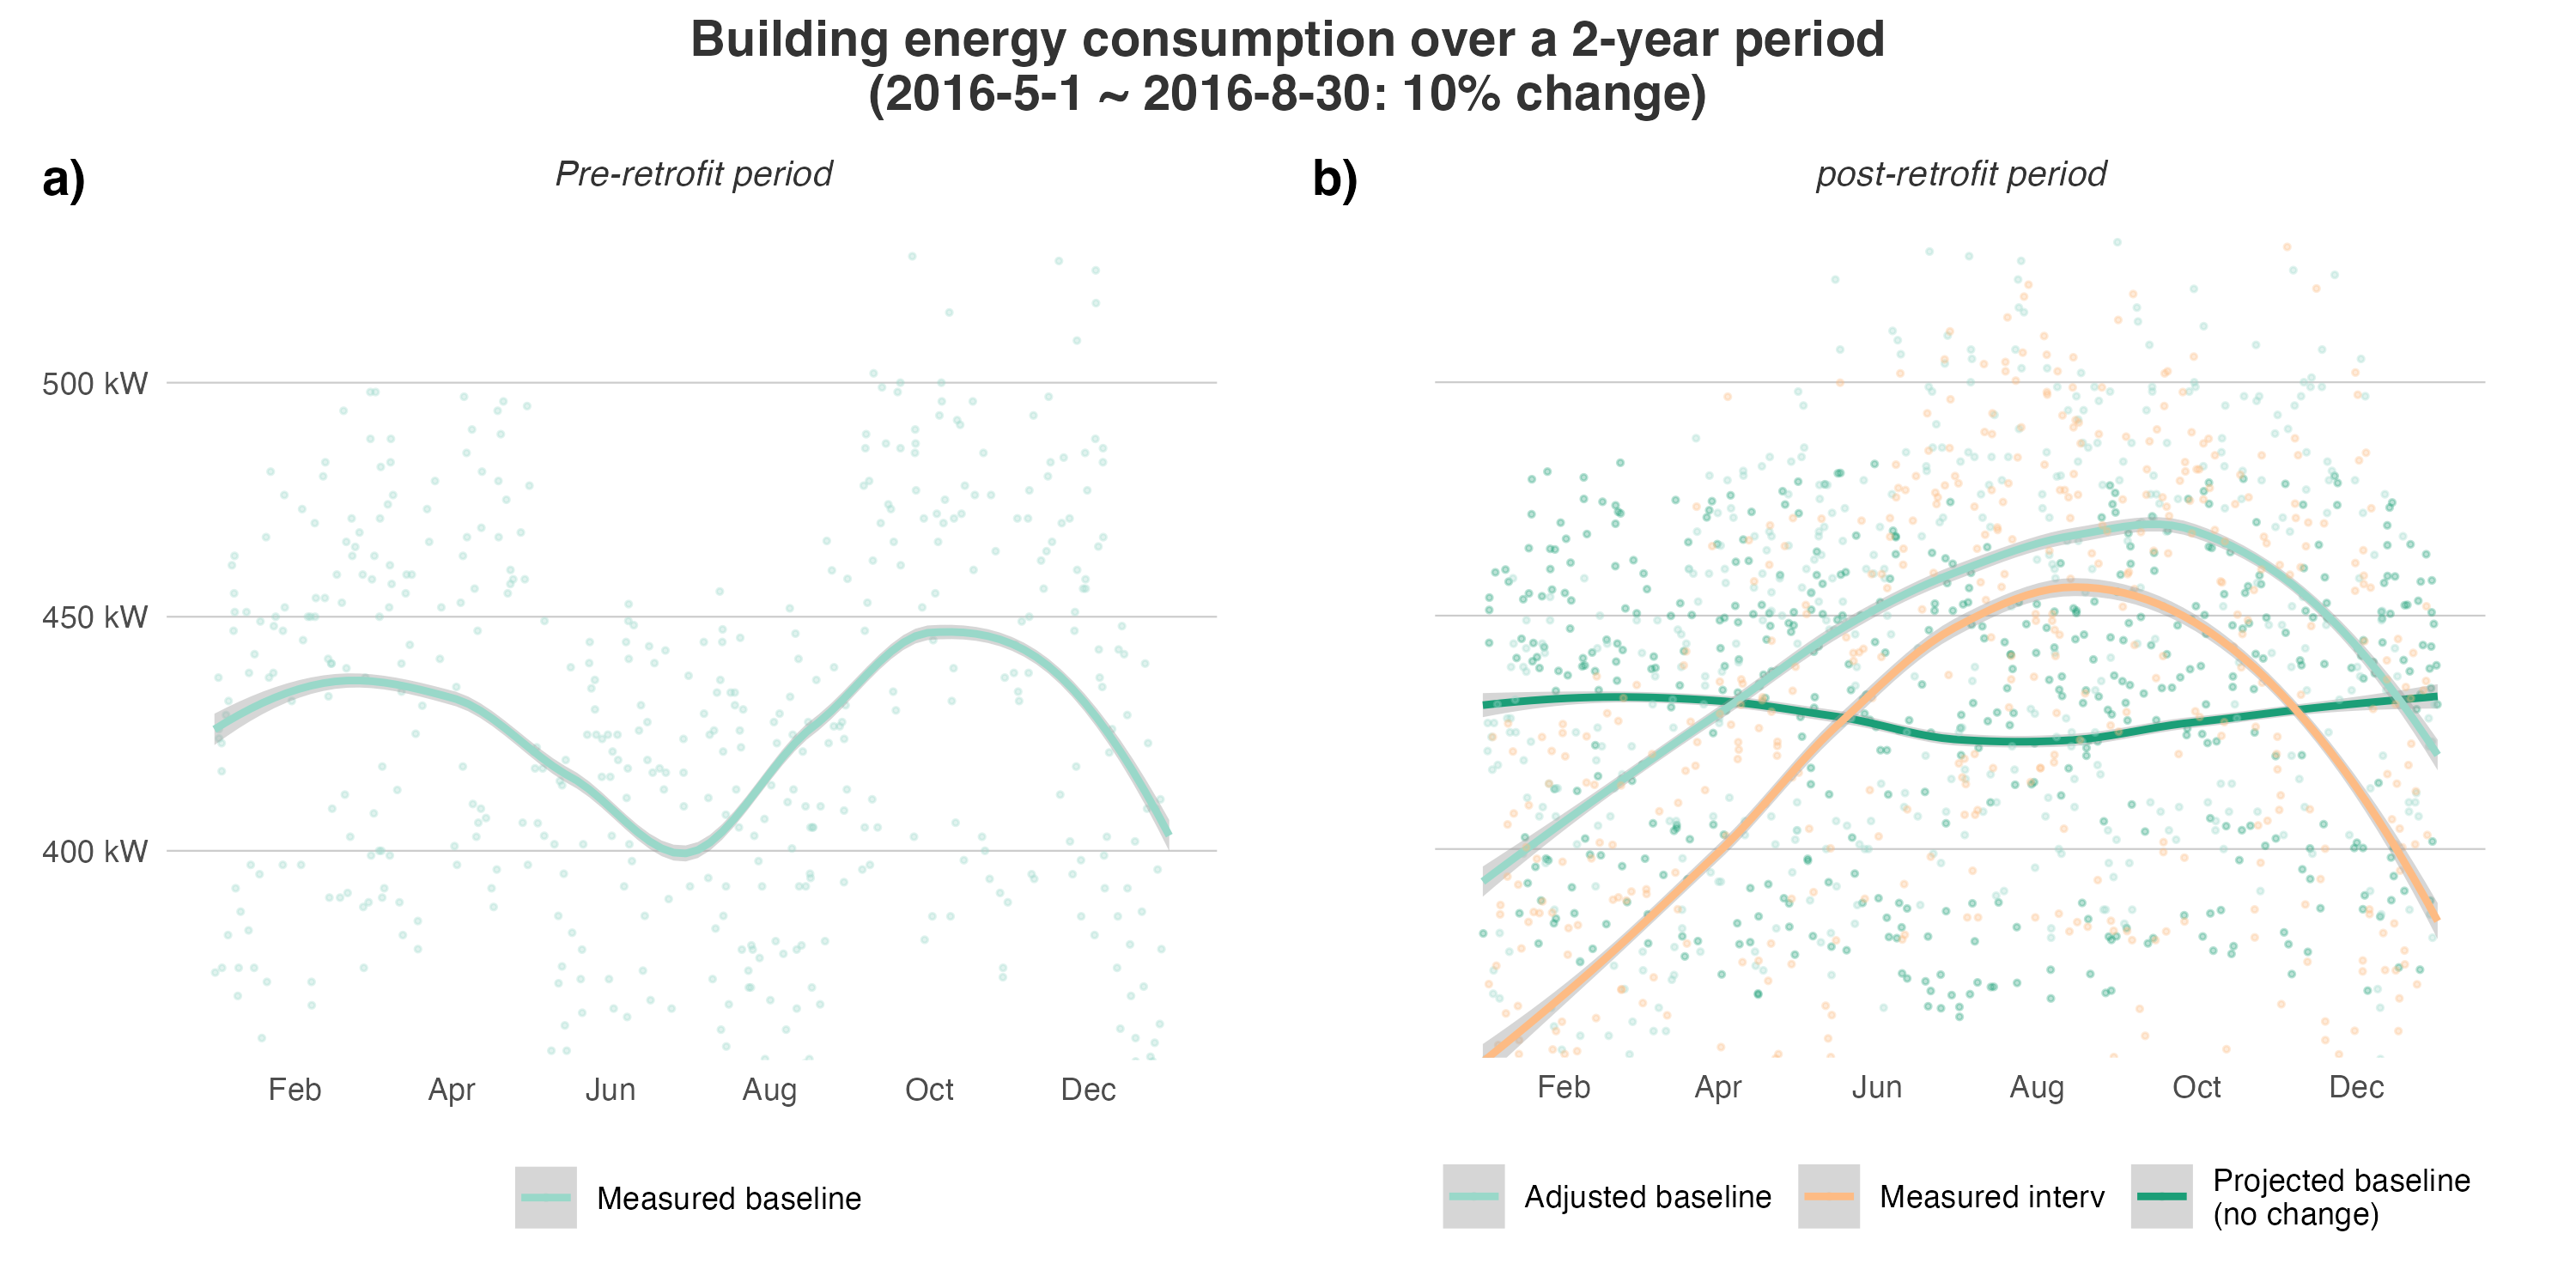 Building energy consumption over a 2-year period
(2016-5-1 ~ 2016-8-30: 10% change)
a)
Pre-retrofit period
500 kW
450 kW
400 kW
Feb Apr Jun Aug Oct Dec
Measured baseline
b)
post-retrofit period
Feb Apr Jun Aug Oct Dec
Adjusted baseline
Measured interv
Projected baseline
(no change)